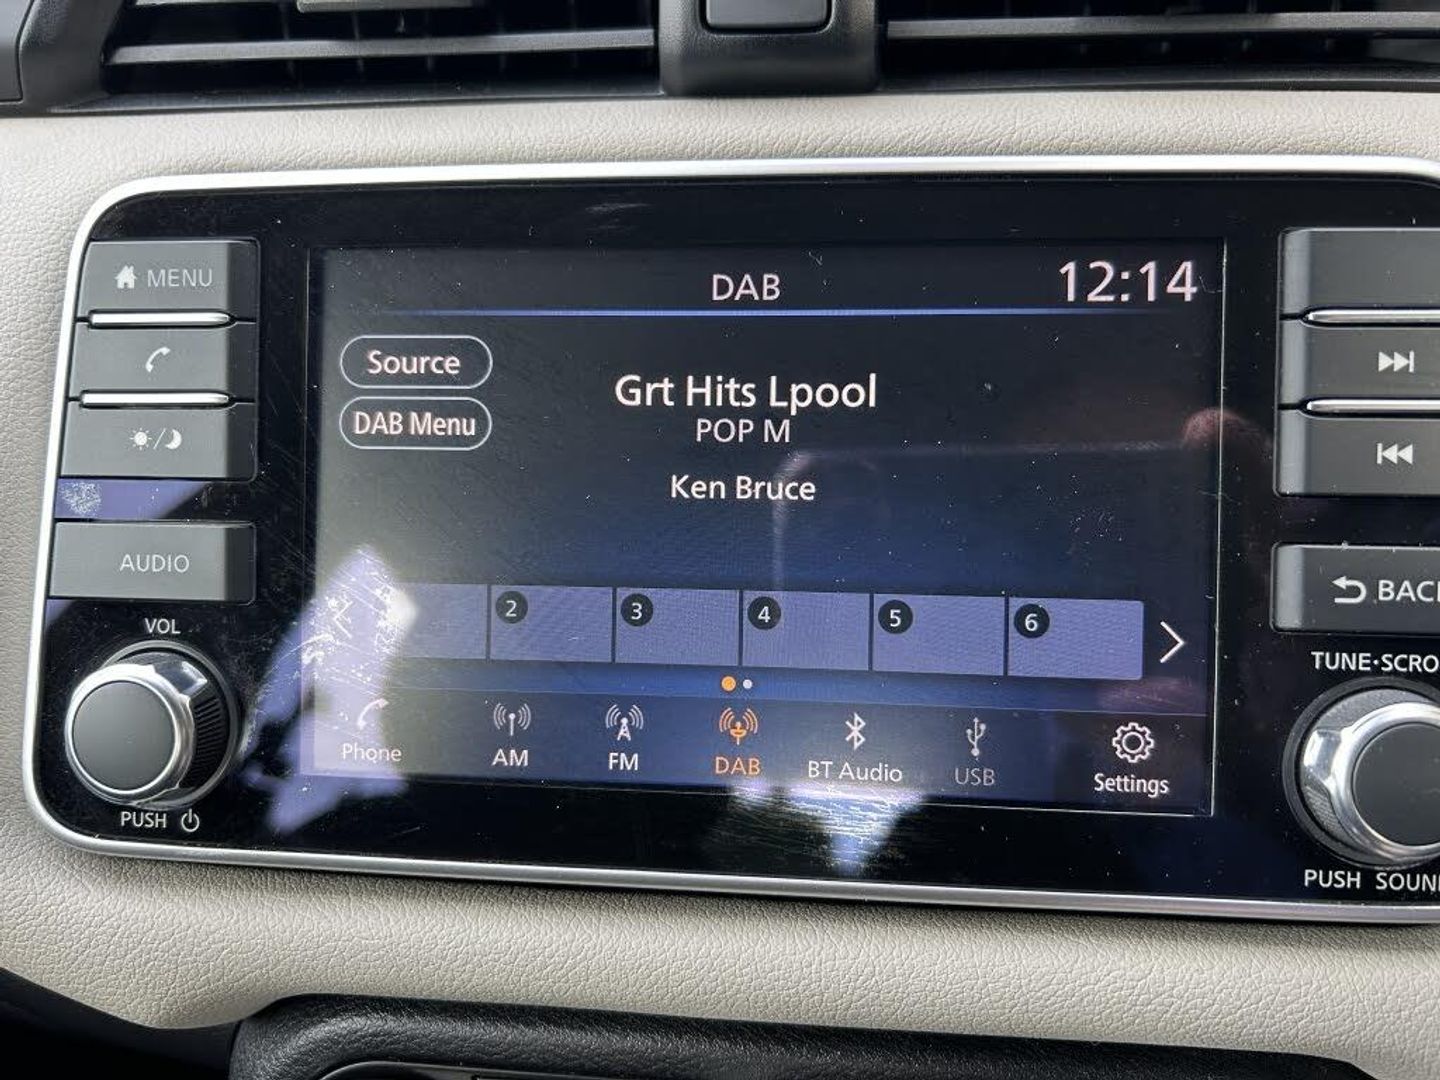 MENU
AUDIO
VOL
PUSH
DAB
12:14
Source
DAB Menu
Grt Hits Lpool
POP M
Ken Bruce
2 3 4 5 6
Phone AM FM DAB BT Audio USB Settings
BACK
TUNE·SCRO
PUSH SOUN